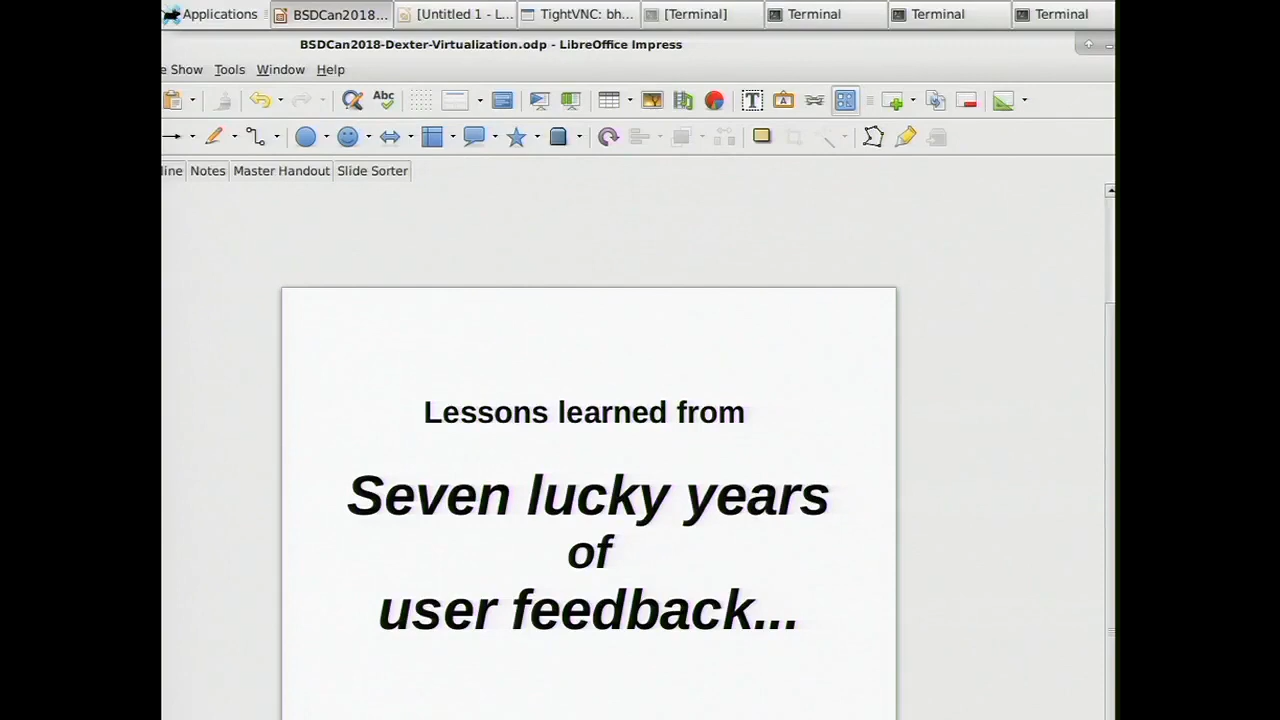 Applications
BSDCan2018...
[Untitled 1 - L...
TightVNC: bh...
[Terminal]
Terminal
Terminal
Terminal
BSDCan2018-Dexter-Virtualization.odp - LibreOffice Impress
e Show Tools Window Help
Abc
T
A
line Notes Master Handout Slide Sorter
Lessons learned from
Seven lucky years
of
user feedback...